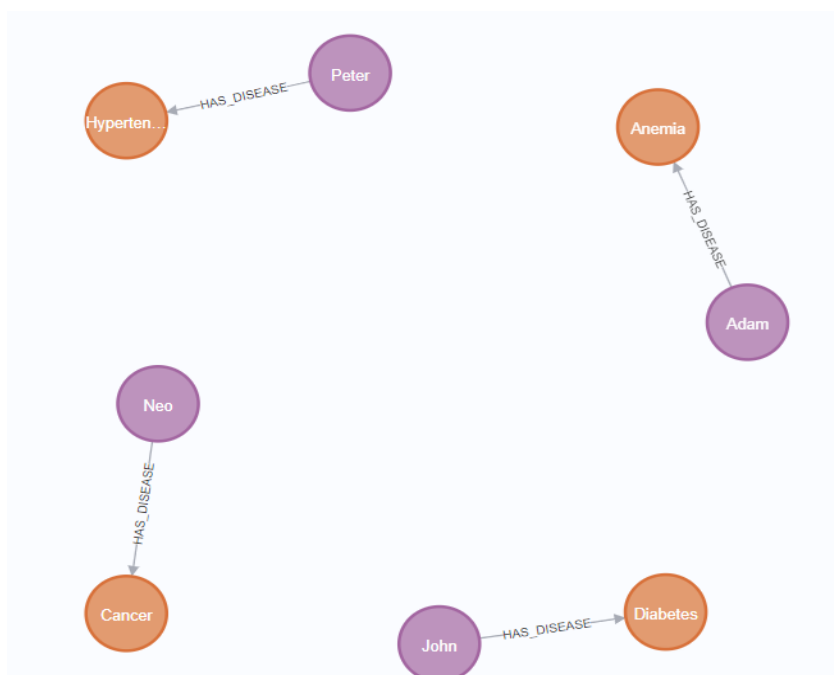 Peter
HAS_DISEASE
Hyperten...
Anemia
HAS_DISEASE
Adam
Neo
HAS_DISEASE
Cancer
Diabetes
HAS_DISEASE
John